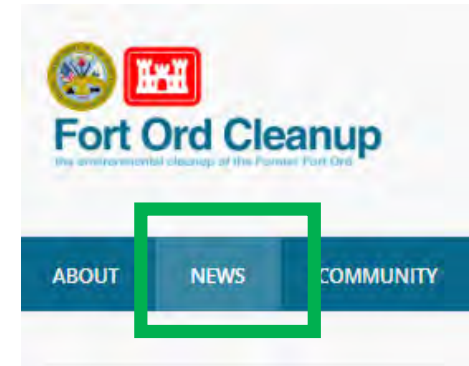 Fort Ord Cleanup
the environmental cleanup of the Former Fort Ord
ABOUT NEWS COMMUNITY